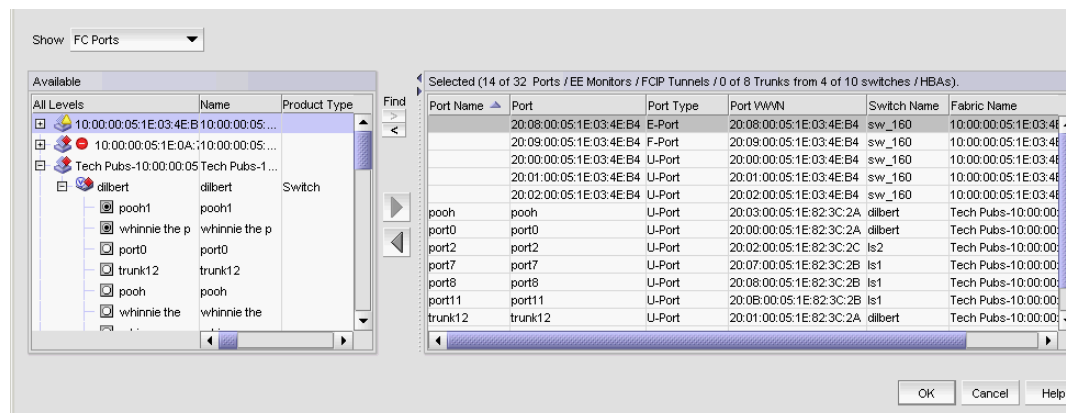 Show FC Ports
Available
All Levels Name Product Type
10:00:00:05:1E:03:4E:B 10:00:00:05:...
10:00:00:05:1E:0A: 10:00:00:05:...
Tech Pubs-10:00:00:05 Tech Pubs-1...
dilbert dilbert Switch
pooh1 pooh1
whinnie the p whinnie the p
port0 port0
trunk12 trunk12
pooh pooh
whinnie the whinnie the
Find
>
<
Selected (14 of 32 Ports / EE Monitors / FCIP Tunnels / 0 of 8 Trunks from 4 of 10 switches / HBAs).
Port Name Port Port Type Port WWN Switch Name Fabric Name
20:08:00:05:1E:03:4E:B4 E-Port 20:08:00:05:1E:03:4E:B4 sw_160 10:00:00:05:1E:03:4E
20:09:00:05:1E:03:4E:B4 F-Port 20:09:00:05:1E:03:4E:B4 sw_160 10:00:00:05:1E:03:4E
20:00:00:05:1E:03:4E:B4 U-Port 20:00:00:05:1E:03:4E:B4 sw_160 10:00:00:05:1E:03:4E
20:01:00:05:1E:03:4E:B4 U-Port 20:01:00:05:1E:03:4E:B4 sw_160 10:00:00:05:1E:03:4E
20:02:00:05:1E:03:4E:B4 U-Port 20:02:00:05:1E:03:4E:B4 sw_160 10:00:00:05:1E:03:4E
pooh pooh U-Port 20:03:00:05:1E:82:3C:2A dilbert Tech Pubs-10:00:00:
port0 port0 U-Port 20:00:00:05:1E:82:3C:2A dilbert Tech Pubs-10:00:00:
port2 port2 U-Port 20:02:00:05:1E:82:3C:2C ls2 Tech Pubs-10:00:00:
port7 port7 U-Port 20:07:00:05:1E:82:3C:2B ls1 Tech Pubs-10:00:00:
port8 port8 U-Port 20:08:00:05:1E:82:3C:2B ls1 Tech Pubs-10:00:00:
port11 port11 U-Port 20:0B:00:05:1E:82:3C:2B ls1 Tech Pubs-10:00:00:
trunk12 trunk12 U-Port 20:01:00:05:1E:82:3C:2A dilbert Tech Pubs-10:00:00:
OK Cancel Help